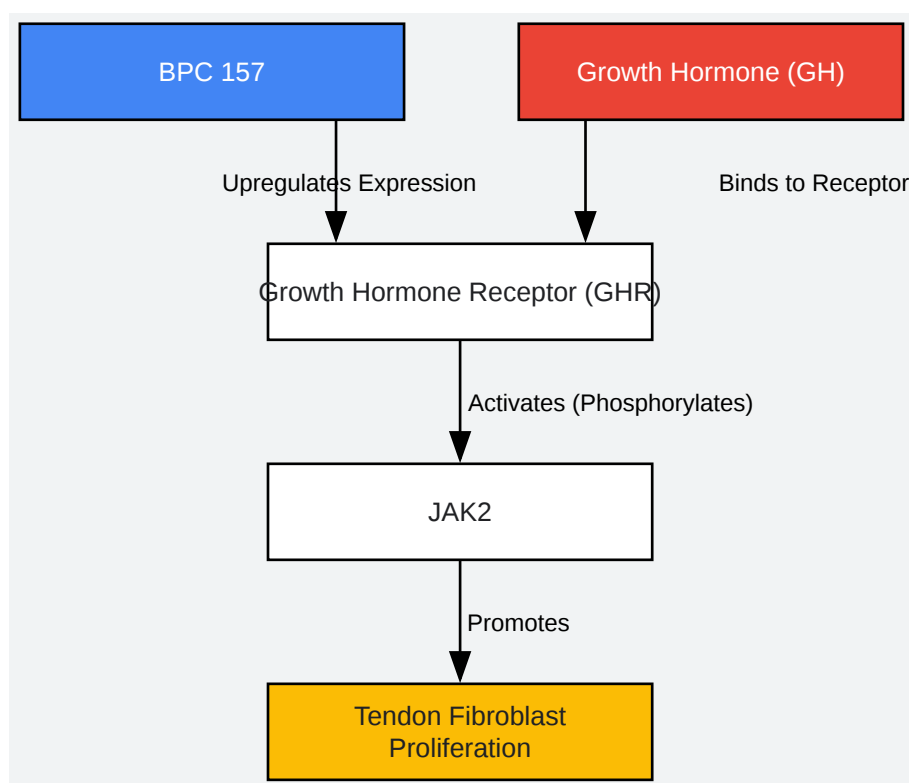 BPC 157
Growth Hormone (GH)
Upregulates Expression
Binds to Receptor
Growth Hormone Receptor (GHR)
Activates (Phosphorylates)
JAK2
Promotes
Tendon Fibroblast
Proliferation